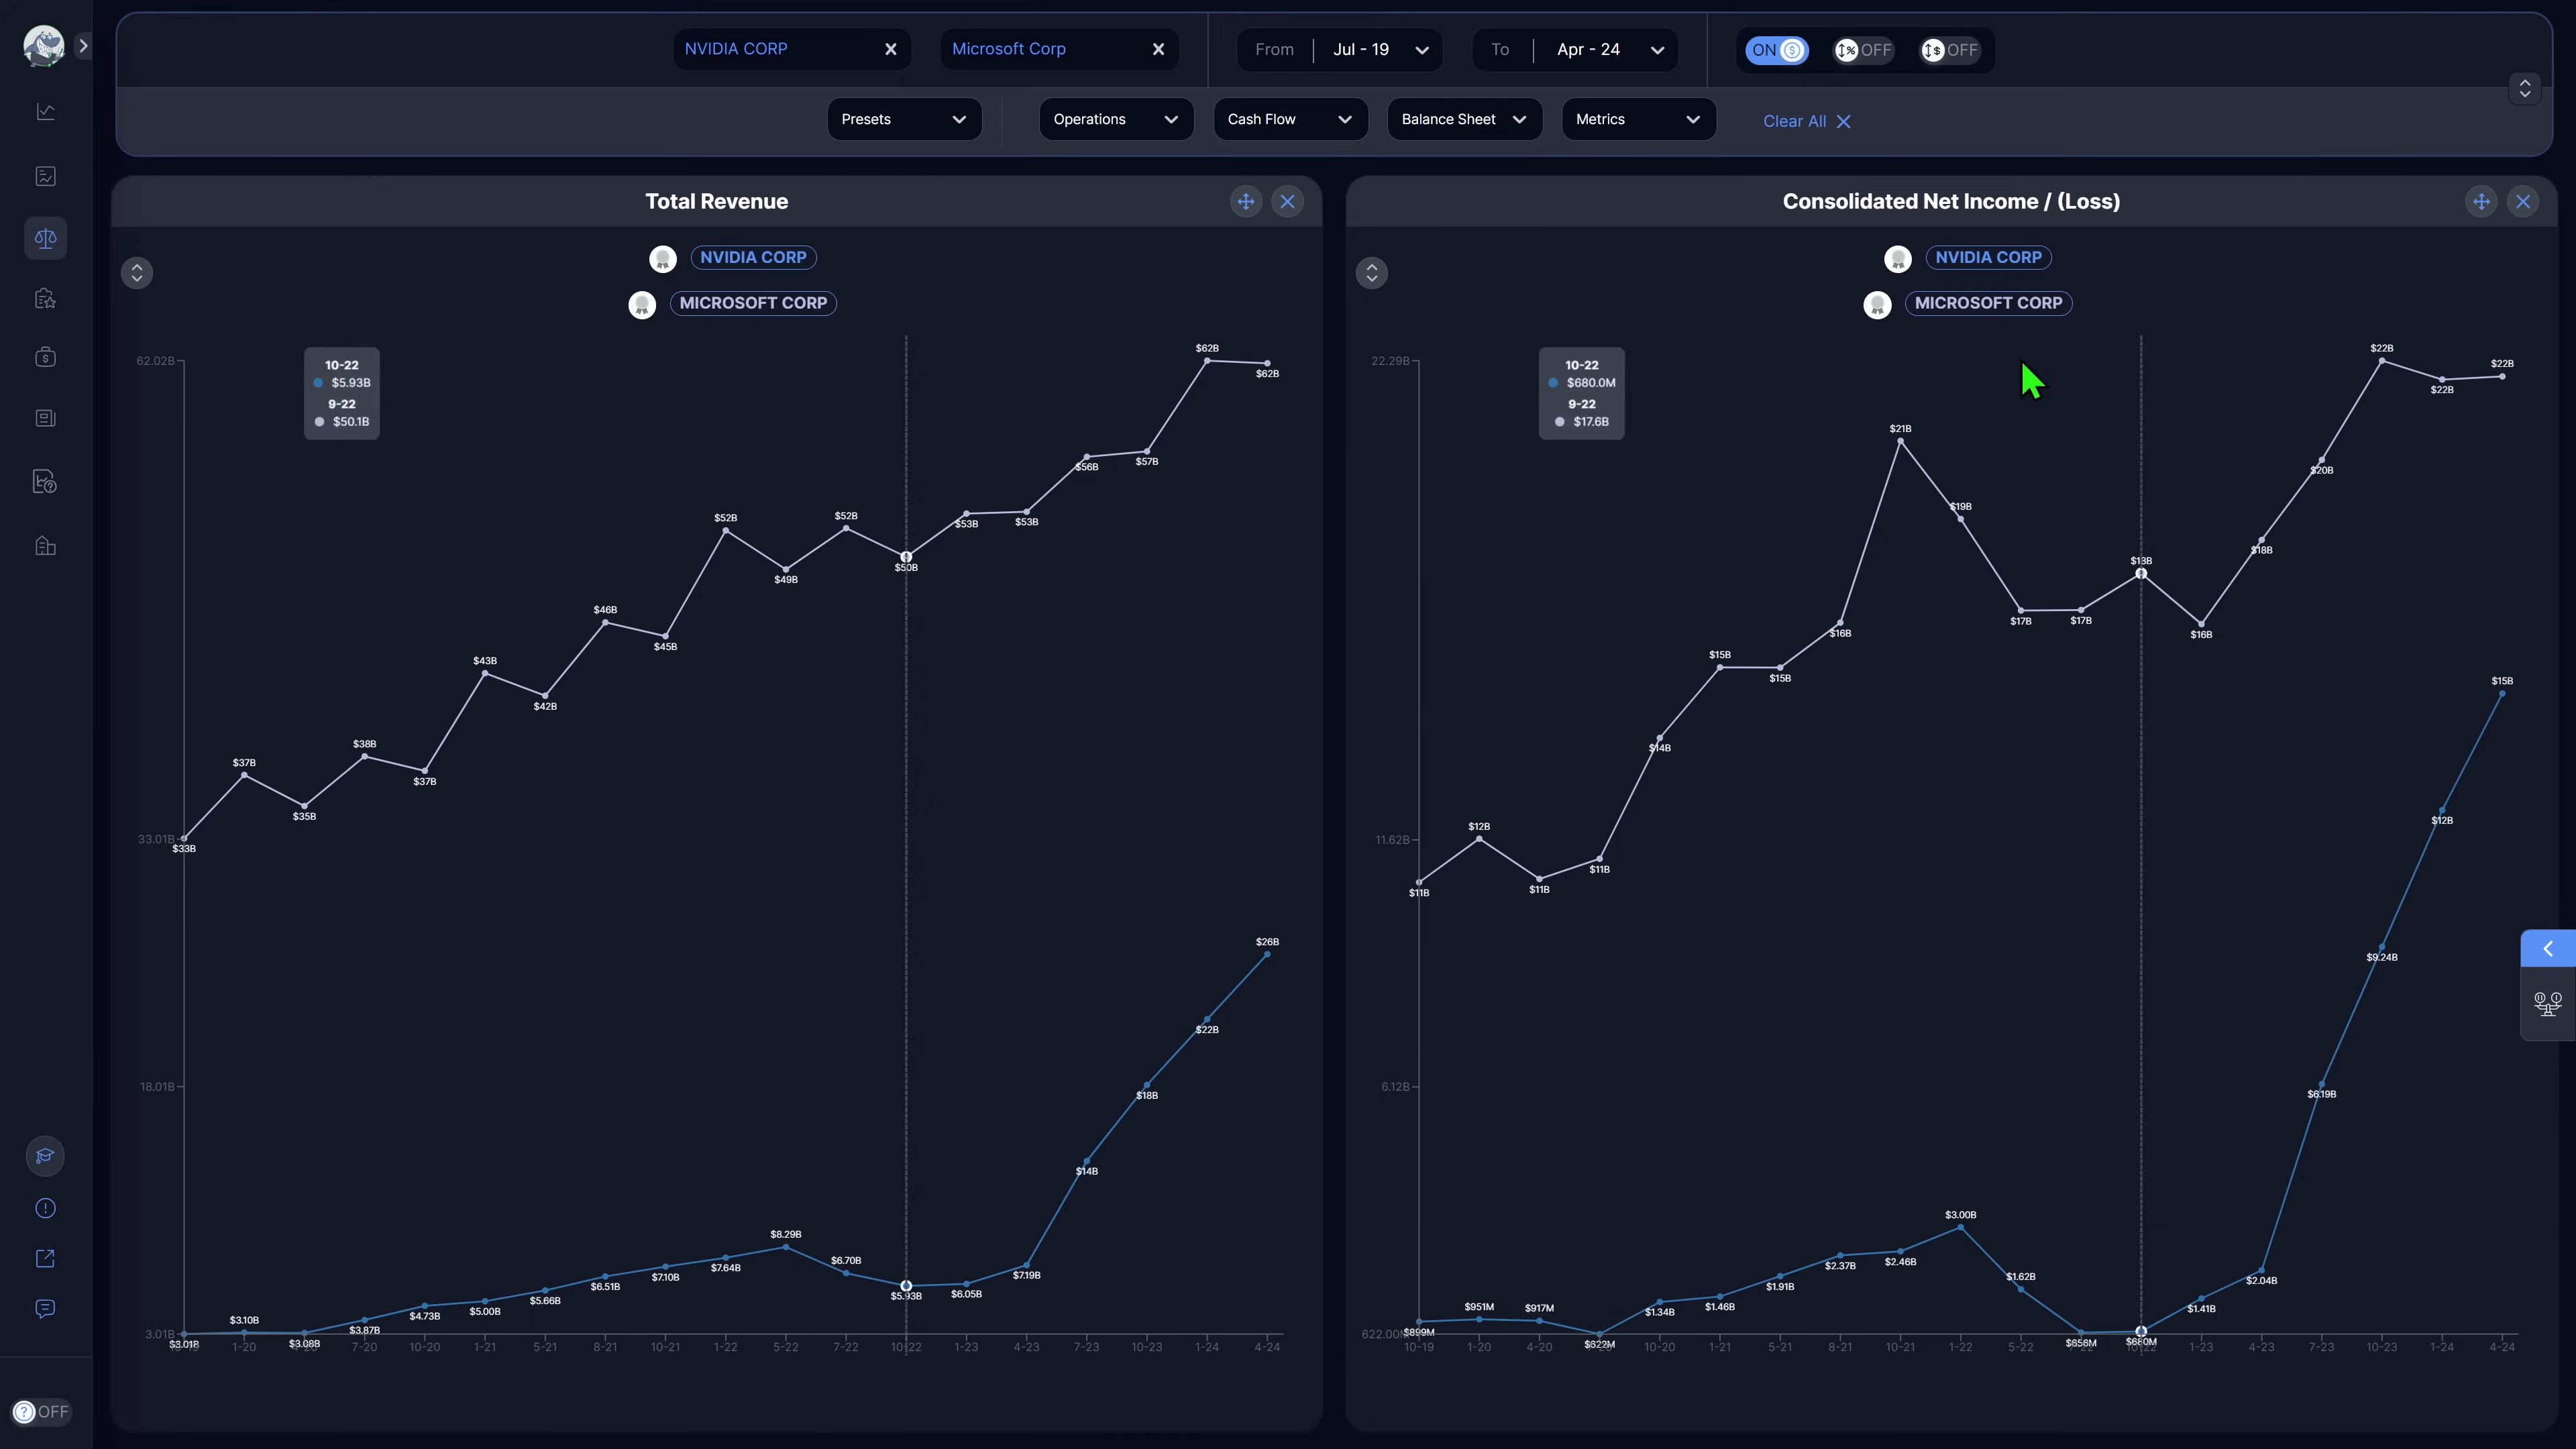 NVIDIA CORP
Microsoft Corp
From Jul - 19
To Apr - 24
ON OFF OFF
Presets Operations Cash Flow Balance Sheet Metrics Clear All
Total Revenue
NVIDIA CORP
MICROSOFT CORP
62.02B
33.01B
18.01B
3.01B
10-22
$5.93B
9-22
$50.1B
$33B $37B $35B $38B $37B $43B $42B $46B $45B $52B $49B $52B $50B $53B $53B $56B $57B $62B $62B
$3.01B $3.10B $3.08B $3.87B $4.73B $5.00B $5.66B $6.51B $7.10B $7.64B $8.29B $6.70B $5.93B $6.05B $7.19B $14B $18B $22B $26B
1-20 7-20 10-20 1-21 5-21 8-21 10-21 1-22 5-22 7-22 10-22 1-23 4-23 7-23 10-23 1-24 4-24
Consolidated Net Income / (Loss)
NVIDIA CORP
MICROSOFT CORP
22.29B
11.62B
6.12B
622.00M
10-22
$680.0M
9-22
$17.6B
$11B $12B $11B $11B $14B $15B $15B $16B $21B $19B $17B $17B $16B $18B $20B $22B $22B $22B
$899M $951M $917M $622M $1.34B $1.46B $1.91B $2.37B $2.46B $3.00B $1.62B $656M $680M $1.41B $2.04B $6.19B $9.24B $12B $15B
10-19 1-20 4-20 10-20 1-21 5-21 8-21 10-21 1-22 5-22 10-22 1-23 4-23 7-23 10-23 1-24 4-24
OFF